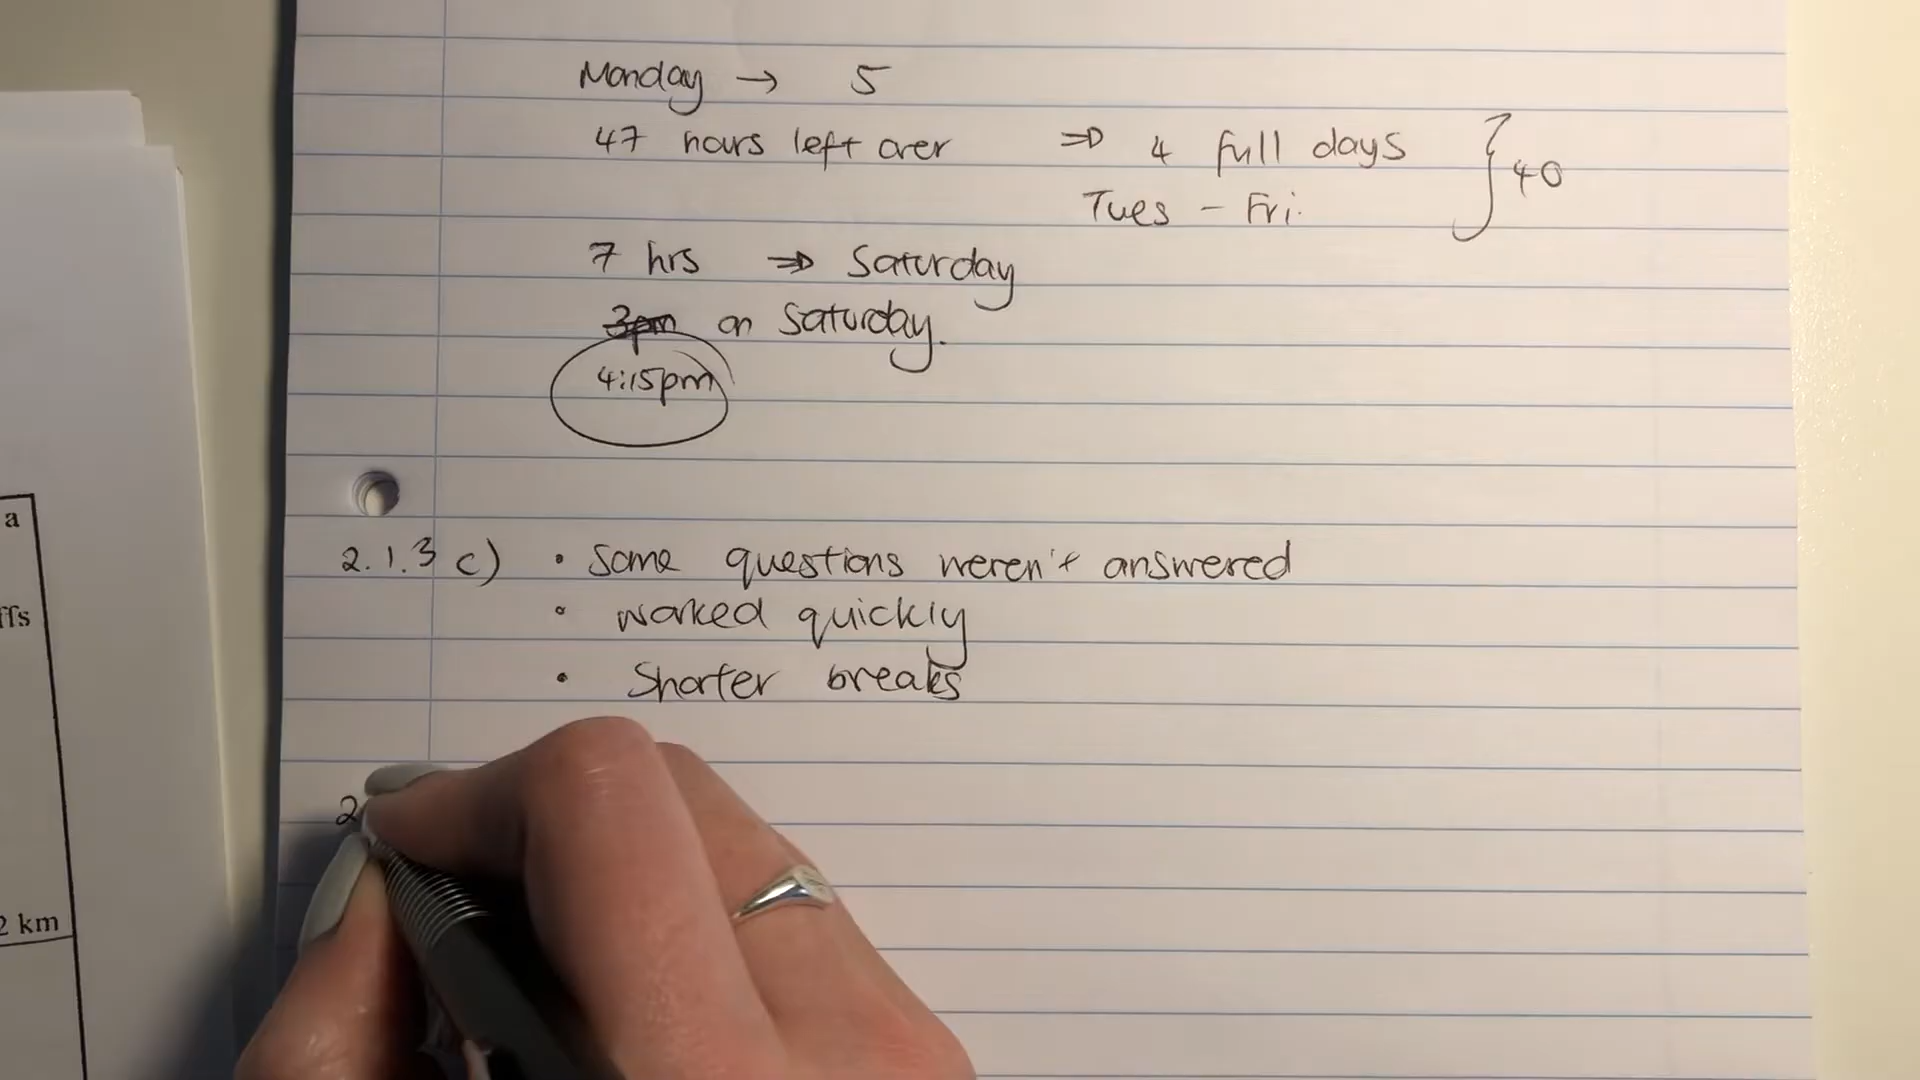 Monday → 5
47 hours left over ⇒ 4 full days } 40
Tues - Fri.
7 hrs ⇒ Saturday
3pm on Saturday.
4:15pm
2.1.3 c) • Some questions weren't answered
• Worked quickly
• Shorter breaks
2
a
ffs
2 km